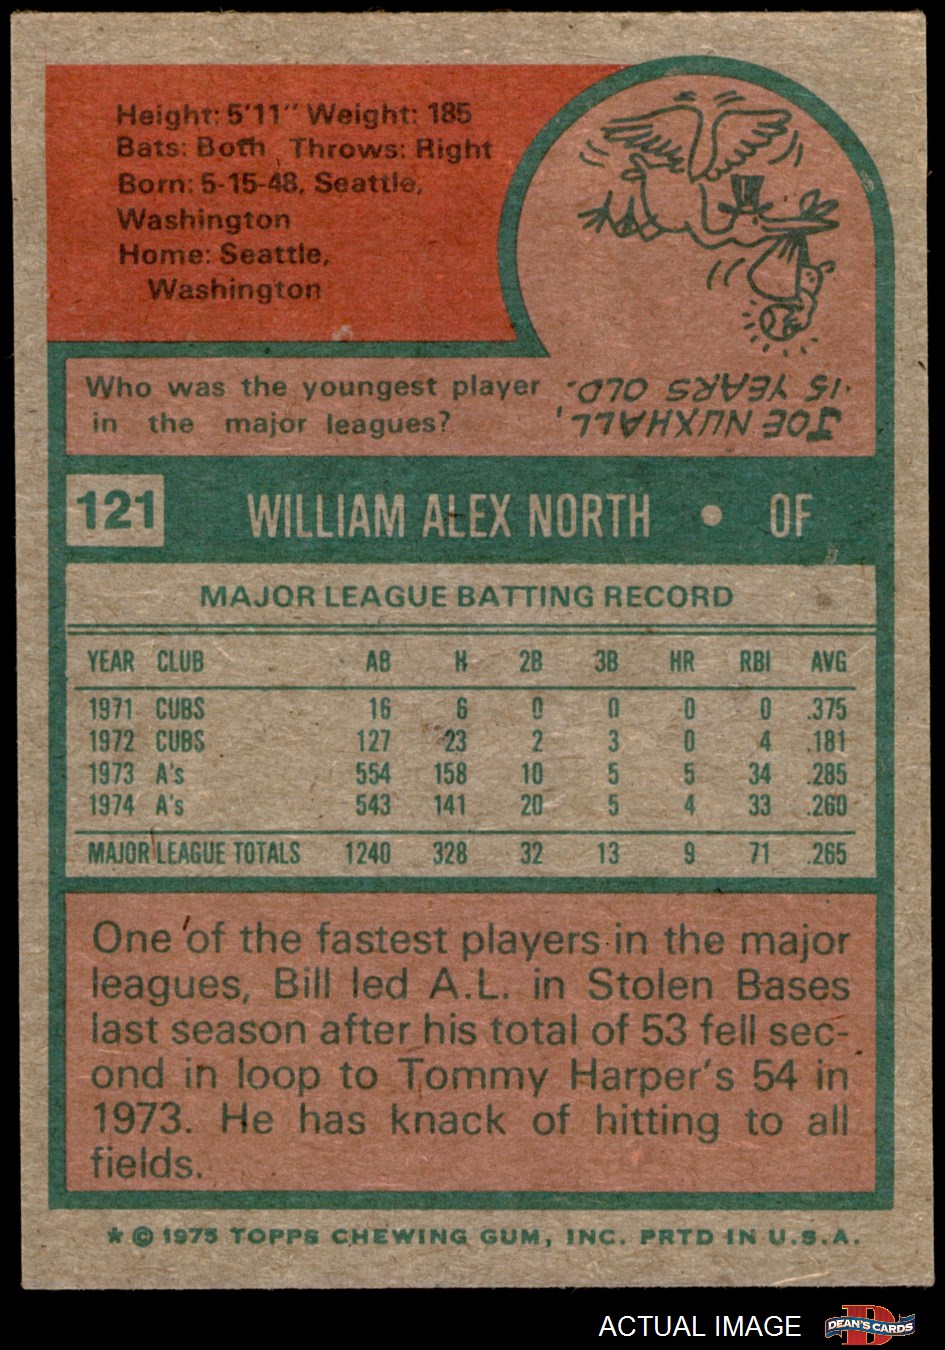 Height: 5'11" Weight: 185
Bats: Both Throws: Right
Born: 5-15-48, Seattle,
Washington
Home: Seattle,
Washington
Who was the youngest player
in the major leagues?
JOE NUXHALL,
15 YEARS OLD.
121 WILLIAM ALEX NORTH • OF
MAJOR LEAGUE BATTING RECORD
YEAR CLUB AB H 2B 3B HR RBI AVG
1971 CUBS 16 6 0 0 0 0 .375
1972 CUBS 127 23 2 3 0 4 .181
1973 A's 554 158 10 5 5 34 .285
1974 A's 543 141 20 5 4 33 .260
MAJOR LEAGUE TOTALS 1240 328 32 13 9 71 .265
One of the fastest players in the major
leagues, Bill led A.L. in Stolen Bases
last season after his total of 53 fell sec-
ond in loop to Tommy Harper's 54 in
1973. He has knack of hitting to all
fields.
* © 1975 TOPPS CHEWING GUM, INC. PRTD IN U.S.A.
ACTUAL IMAGE DEAN'S CARDS